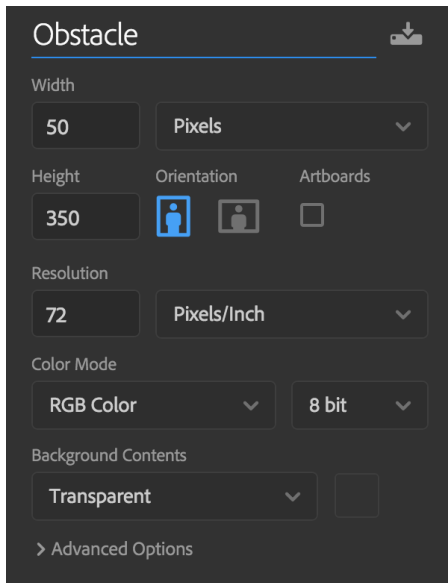 Obstacle
Width
50 Pixels
Height Orientation Artboards
350
Resolution
72 Pixels/Inch
Color Mode
RGB Color 8 bit
Background Contents
Transparent
Advanced Options